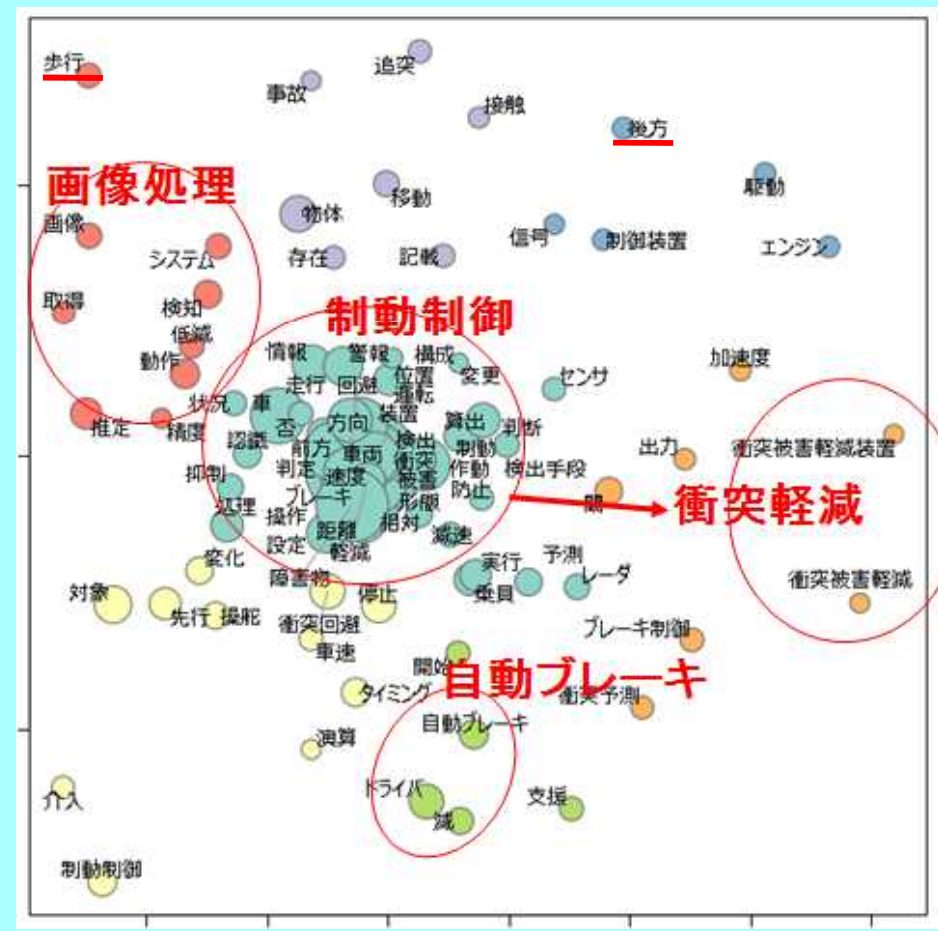 歩行
追突
事故
接触
後方
画像処理
移動
駆動
物体
画像
信号
制御装置
システム
存在
記載
エンジン
取得
検知
制動制御
低減
情報
警報
構成
加速度
動作
走行
回避
位置
変更
センサ
運転
状況
車
装置
推定
精度
否
方向
算出
判断
認識
前方
車両
検出
制動
出力
衝突被害軽減装置
判定
衝突
作動
検出手段
抑制
速度
被害
防止
間
衝突軽減
ブレーキ
処理
操作
距離
相対
減速
設定
軽減
実行
予測
変化
障害物
レーダ
衝突被害軽減
対象
停止
乗員
先行
操舵
衝突回避
ブレーキ制御
車速
開始
自動ブレーキ
タイミング
衝突予測
自動ブレーキ
演算
ドライバ
支援
介入
減
制動制御